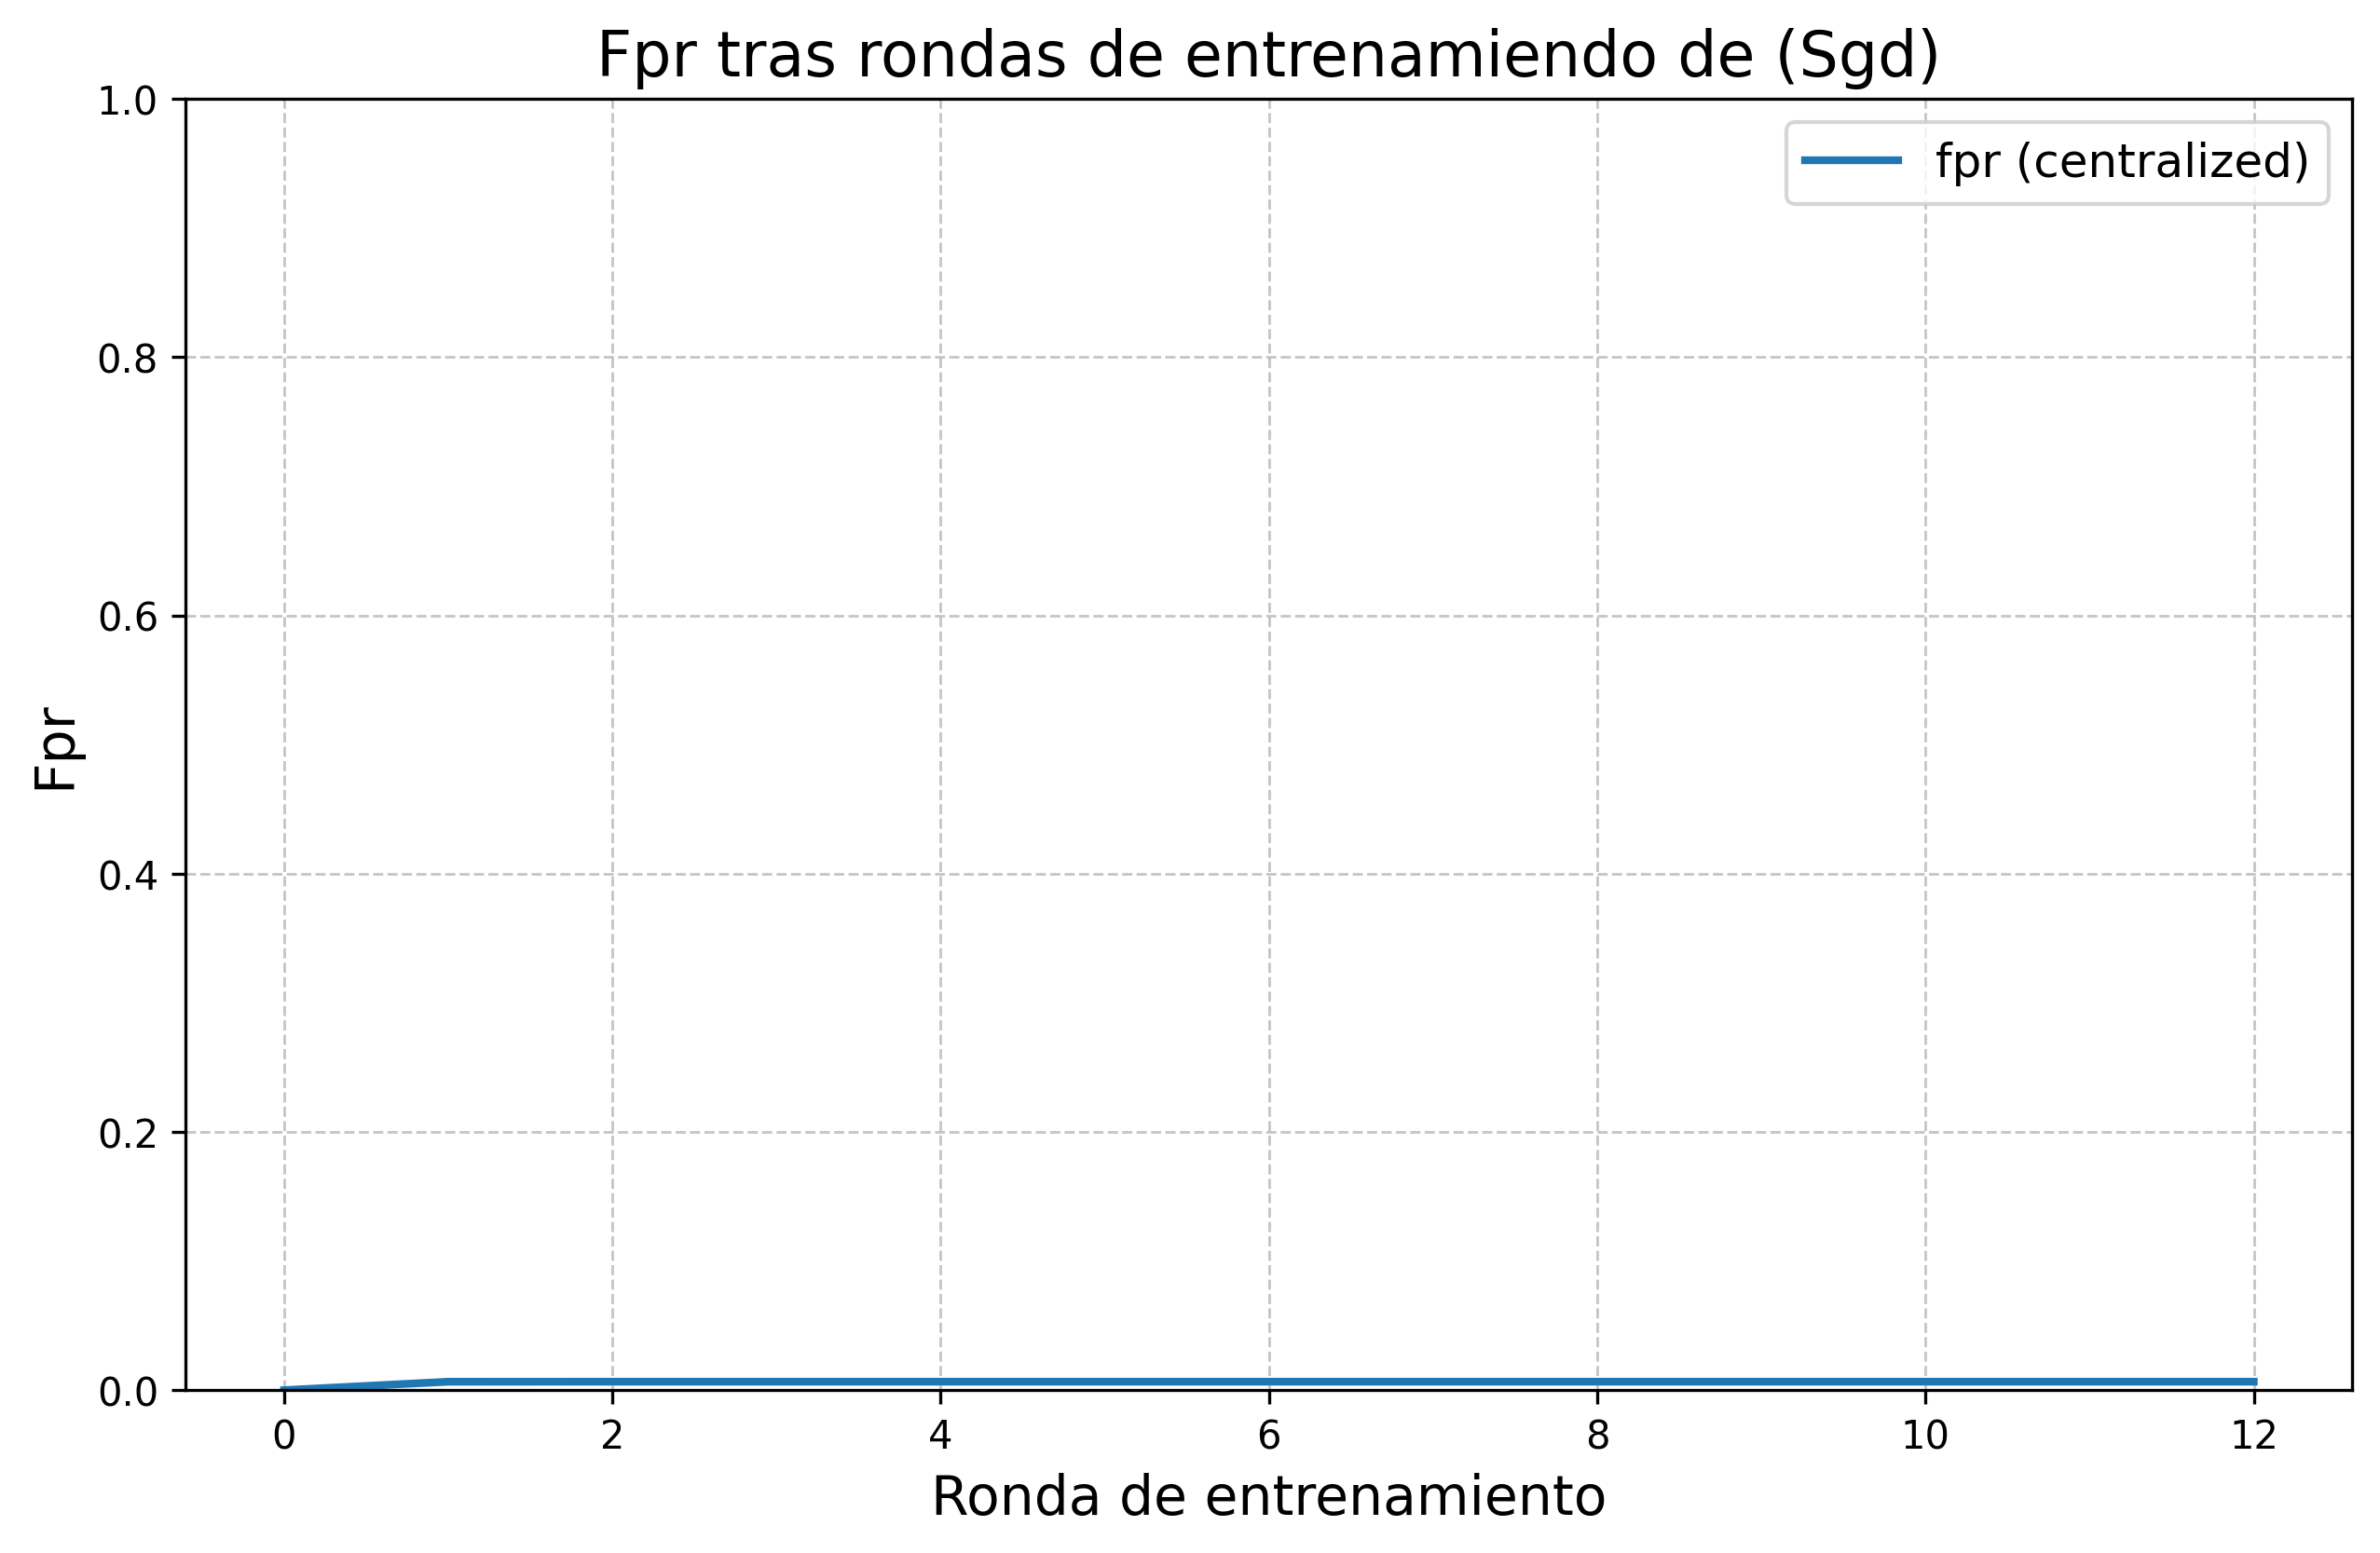 Fpr tras rondas de entrenamiendo de (Sgd)
fpr (centralized)
1.0
0.8
0.6
0.4
0.2
0.0
Fpr
0 2 4 6 8 10 12
Ronda de entrenamiento